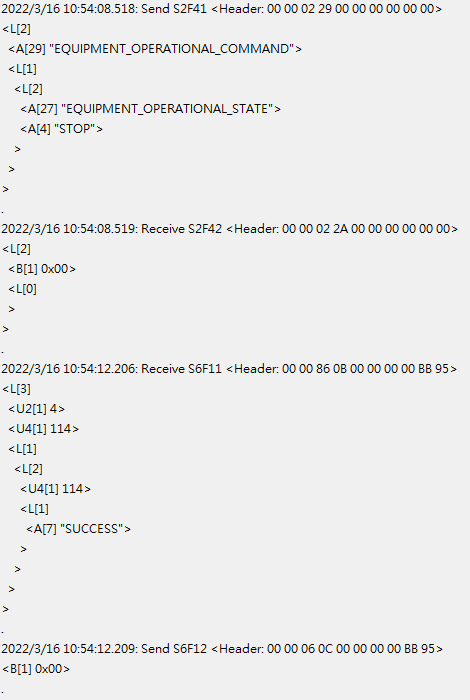 2022/3/16 10:54:08.518: Send S2F41 <Header: 00 00 02 29 00 00 00 00 00 00>
<L[2]
<A[29] "EQUIPMENT_OPERATIONAL_COMMAND">
<L[1]
<L[2]
<A[27] "EQUIPMENT_OPERATIONAL_STATE">
<A[4] "STOP">
>
>
>
.
2022/3/16 10:54:08.519: Receive S2F42 <Header: 00 00 02 2A 00 00 00 00 00 00>
<L[2]
<B[1] 0x00>
<L[0]
>
>
.
2022/3/16 10:54:12.206: Receive S6F11 <Header: 00 00 86 0B 00 00 00 00 BB 95>
<L[3]
<U2[1] 4>
<U4[1] 114>
<L[1]
<L[2]
<U4[1] 114>
<L[1]
<A[7] "SUCCESS">
>
>
>
>
.
2022/3/16 10:54:12.209: Send S6F12 <Header: 00 00 06 0C 00 00 00 00 BB 95>
<B[1] 0x00>
.